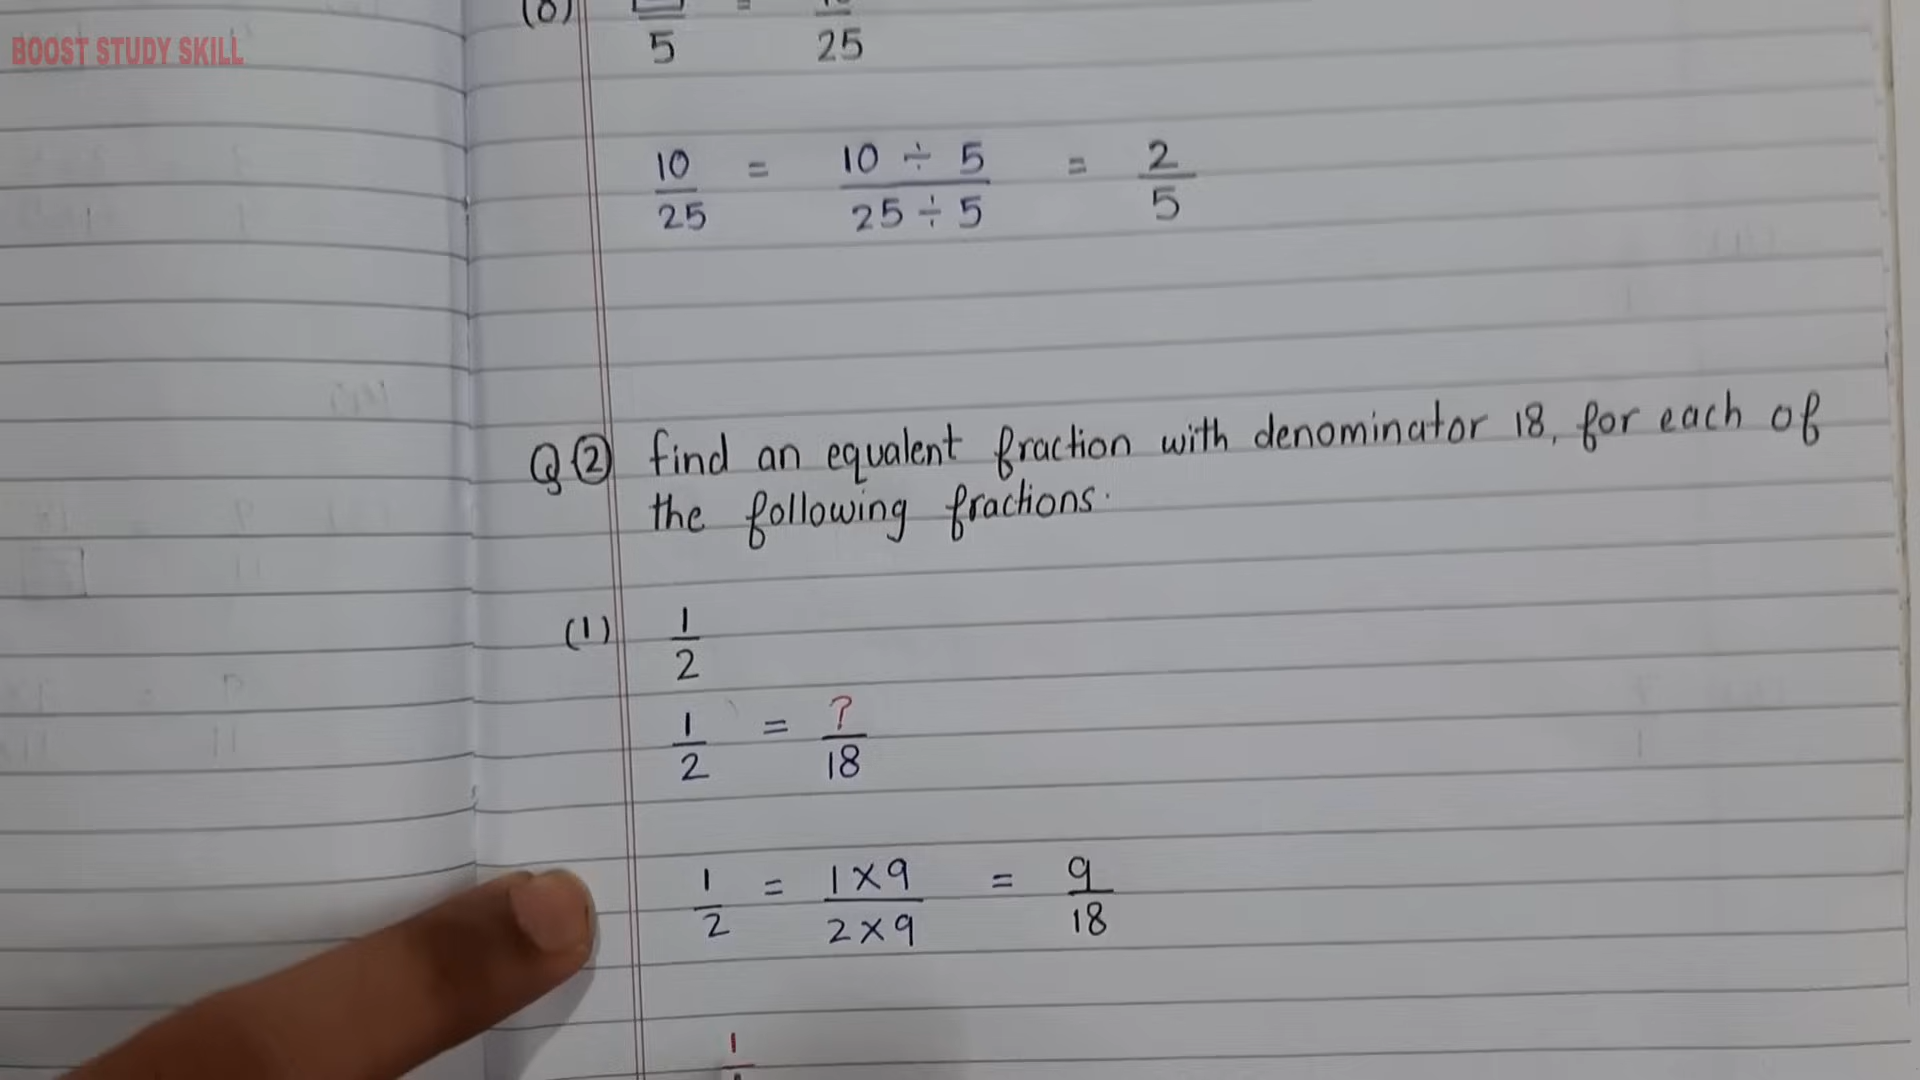 BOOST STUDY SKILL
5 25
10/25 = 10 ÷ 5/25 ÷ 5 = 2/5
Q② find an equalent fraction with denominator 18, for each of
the following fractions.
(1) 1/2
1/2 = ?/18
1/2 = 1×9/2×9 = 9/18
1